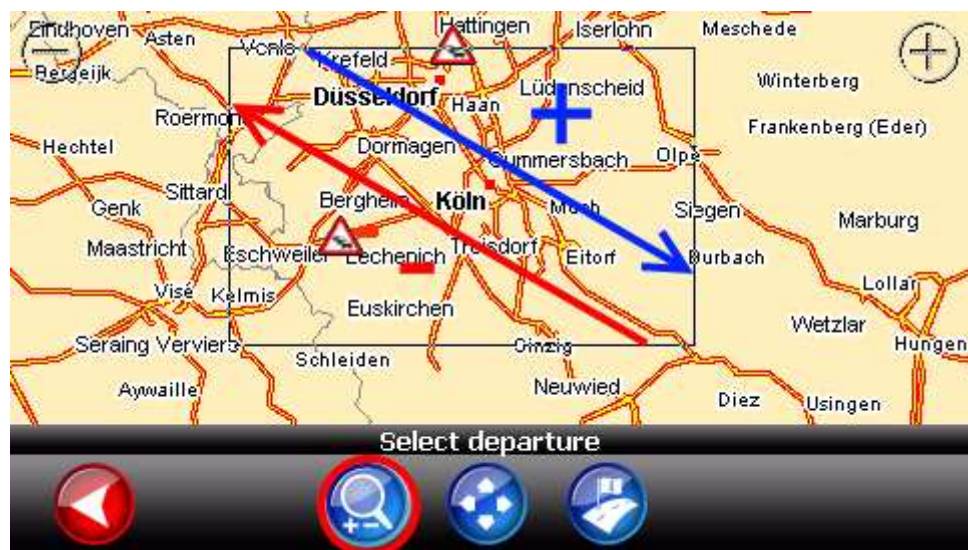 Eindhoven Asten Venlo Krefeld Hattingen Iserlohn Meschede
Bergeijk Düsseldorf Haan Lüdenscheid Winterberg
Roermon Frankenberg (Eder)
Hechtel Dormagen Gummersbach Olpe
Sittard Bergheim Köln Much Siegen
Genk Marburg
Maastricht Eschweiler Lechenich Troisdorf Eitorf Burbach
Visé Kelmis Euskirchen Lollar
Wetzlar
Seraing Verviers Schleiden Sinzig Hungen
Aywaille Neuwied Diez Usingen
Select departure